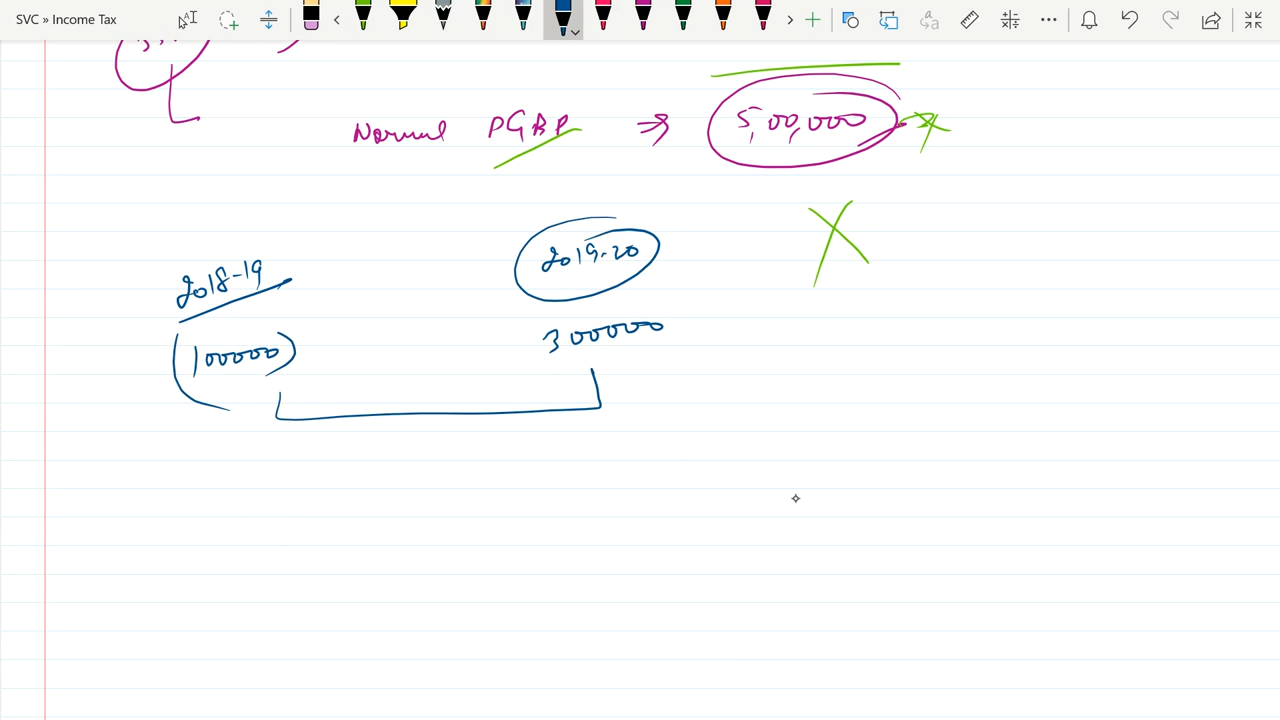 SVC » Income Tax
Normal PGBP ⇒ 5,00,000
2018-19 2019-20
(100000) 300000